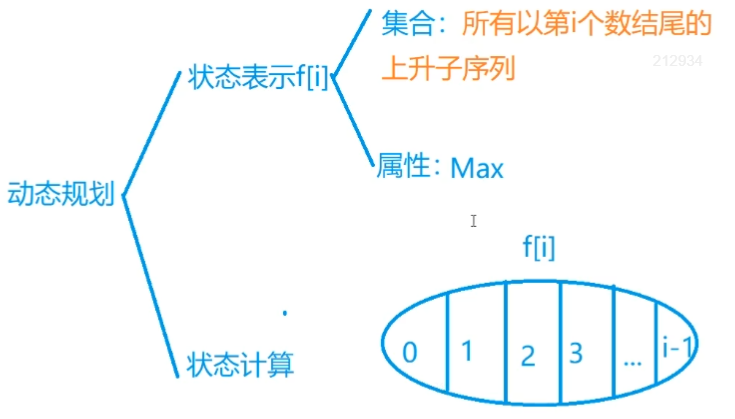 集合：所有以第i个数结尾的
上升子序列
212934
状态表示f[i]
属性：Max
动态规划
f[i]
0 1 2 3 ... i-1
状态计算